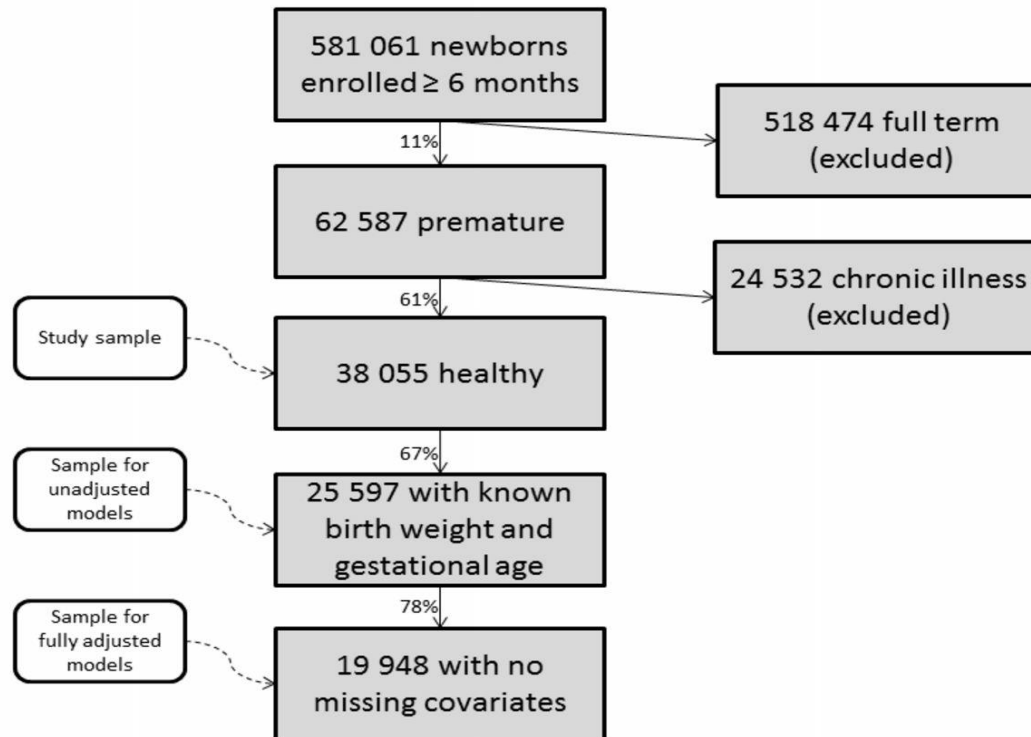 581 061 newborns
enrolled ≥ 6 months
518 474 full term
(excluded)
11%
62 587 premature
24 532 chronic illness
(excluded)
61%
Study sample
38 055 healthy
67%
Sample for
unadjusted
models
25 597 with known
birth weight and
gestational age
78%
Sample for
fully adjusted
models
19 948 with no
missing covariates